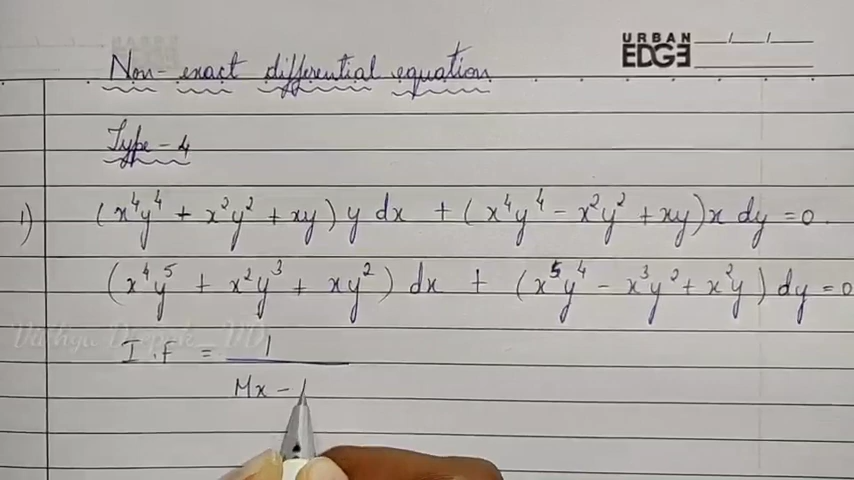 URBAN
EDGE
Non-exact differential equation
Type-4
1) (x⁴y⁴ + x²y² + xy) y dx + (x⁴y⁴ - x²y² + xy) x dy = 0.
(x⁴y⁵ + x²y³ + xy²) dx + (x⁵y⁴ - x³y² + x²y) dy = 0
I.F = 1
Mx -